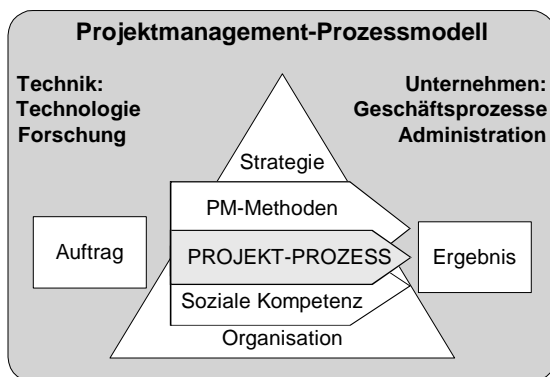 Projektmanagement-Prozessmodell
Technik:
Technologie
Forschung
Unternehmen:
Geschäftsprozesse
Administration
Strategie
PM-Methoden
Auftrag
PROJEKT-PROZESS
Ergebnis
Soziale Kompetenz
Organisation